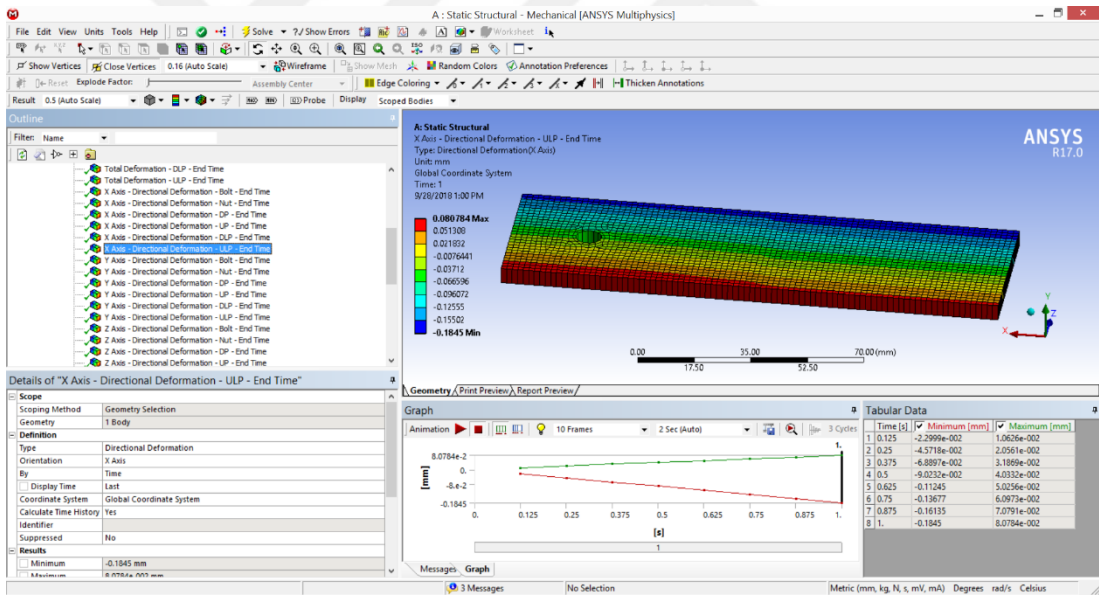 A : Static Structural - Mechanical [ANSYS Multiphysics]
File Edit View Units Tools Help Solve ?/ Show Errors Worksheet
Show Vertices Close Vertices 0.16 (Auto Scale) Wireframe Show Mesh Random Colors Annotation Preferences
Reset Explode Factor: Assembly Center Edge Coloring Thicken Annotations
Result 0.5 (Auto Scale) Probe Display Scoped Bodies
Outline
Filter: Name
Total Deformation - DLP - End Time
Total Deformation - ULP - End Time
X Axis - Directional Deformation - Bolt - End Time
X Axis - Directional Deformation - Nut - End Time
X Axis - Directional Deformation - DP - End Time
X Axis - Directional Deformation - UP - End Time
X Axis - Directional Deformation - DLP - End Time
X Axis - Directional Deformation - ULP - End Time
Y Axis - Directional Deformation - Bolt - End Time
Y Axis - Directional Deformation - Nut - End Time
Y Axis - Directional Deformation - DP - End Time
Y Axis - Directional Deformation - UP - End Time
Y Axis - Directional Deformation - DLP - End Time
Y Axis - Directional Deformation - ULP - End Time
Z Axis - Directional Deformation - Bolt - End Time
Z Axis - Directional Deformation - Nut - End Time
Z Axis - Directional Deformation - DP - End Time
Z Axis - Directional Deformation - UP - End Time
A: Static Structural
X Axis - Directional Deformation - ULP - End Time
Type: Directional Deformation(X Axis)
Unit: mm
Global Coordinate System
Time: 1
9/28/2018 1:00 PM
0.080784 Max
0.051308
0.021832
-0.0076441
-0.03712
-0.066596
-0.096072
-0.12555
-0.15502
-0.1845 Min
ANSYS
R17.0
Y
Z
X
0.00 35.00 70.00 (mm)
17.50 52.50
Geometry Print Preview Report Preview
Details of "X Axis - Directional Deformation - ULP - End Time"
Scope
Scoping Method Geometry Selection
Geometry 1 Body
Definition
Type Directional Deformation
Orientation X Axis
By Time
Display Time Last
Coordinate System Global Coordinate System
Calculate Time History Yes
Identifier
Suppressed No
Results
Minimum -0.1845 mm
Maximum 8.0784e-002 mm
Graph
Animation 10 Frames 2 Sec (Auto) 3 Cycles
1.
8.0784e-2
0.
-8.e-2
-0.1845
[mm]
0. 0.125 0.25 0.375 0.5 0.625 0.75 0.875 1.
[s]
1
Messages Graph
Tabular Data
Time [s] Minimum [mm] Maximum [mm]
1 0.125 -2.2999e-002 1.0626e-002
2 0.25 -4.5718e-002 2.0561e-002
3 0.375 -6.8897e-002 3.1869e-002
4 0.5 -9.0232e-002 4.0332e-002
5 0.625 -0.11245 5.0256e-002
6 0.75 -0.13677 6.0973e-002
7 0.875 -0.16135 7.0791e-002
8 1. -0.1845 8.0784e-002
3 Messages No Selection Metric (mm, kg, N, s, mV, mA) Degrees rad/s Celsius